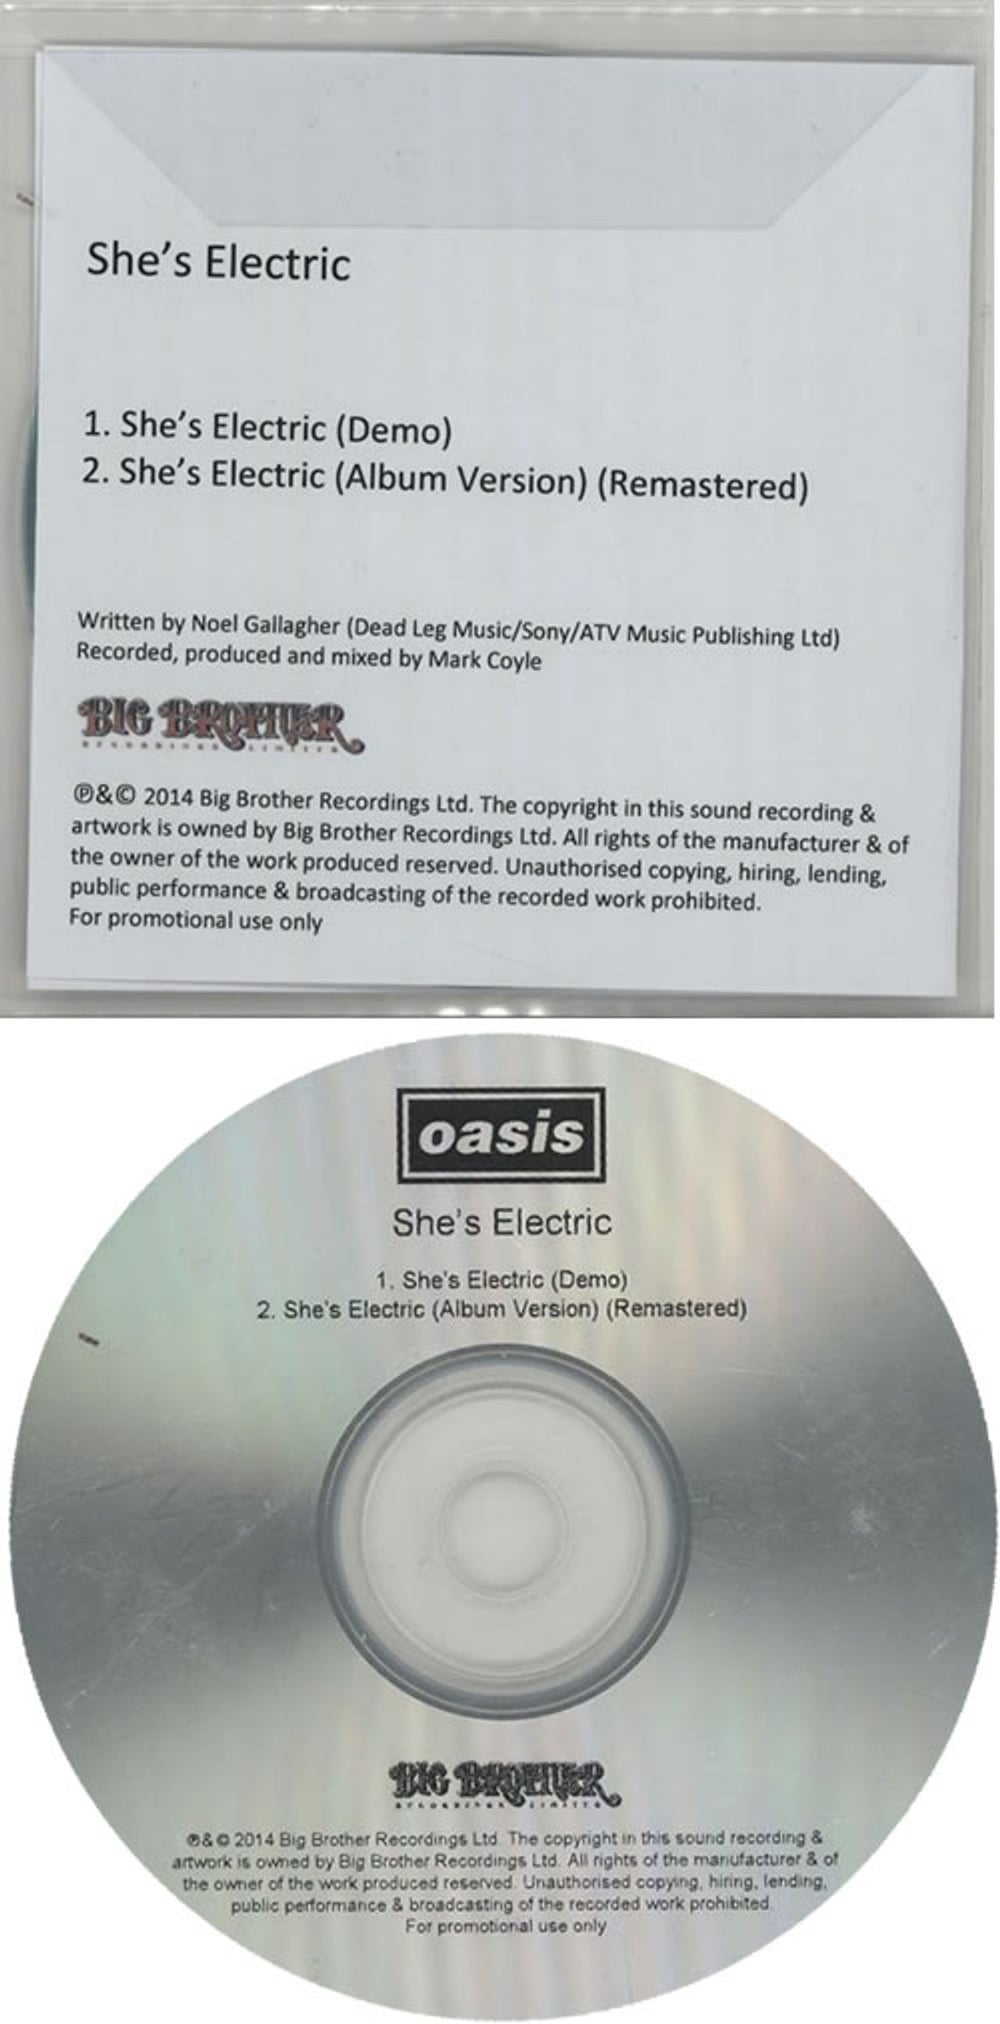 She's Electric
1. She's Electric (Demo)
2. She's Electric (Album Version) (Remastered)
Written by Noel Gallagher (Dead Leg Music/Sony/ATV Music Publishing Ltd)
Recorded, produced and mixed by Mark Coyle
BIG BROTHER
RECORDINGS LIMITED
℗&© 2014 Big Brother Recordings Ltd. The copyright in this sound recording &
artwork is owned by Big Brother Recordings Ltd. All rights of the manufacturer & of
the owner of the work produced reserved. Unauthorised copying, hiring, lending,
public performance & broadcasting of the recorded work prohibited.
For promotional use only
oasis
She's Electric
1. She's Electric (Demo)
2. She's Electric (Album Version) (Remastered)
BIG BROTHER
RECORDINGS LIMITED
℗&© 2014 Big Brother Recordings Ltd. The copyright in this sound recording &
artwork is owned by Big Brother Recordings Ltd. All rights of the manufacturer & of
the owner of the work produced reserved. Unauthorised copying, hiring, lending,
public performance & broadcasting of the recorded work prohibited.
For promotional use only